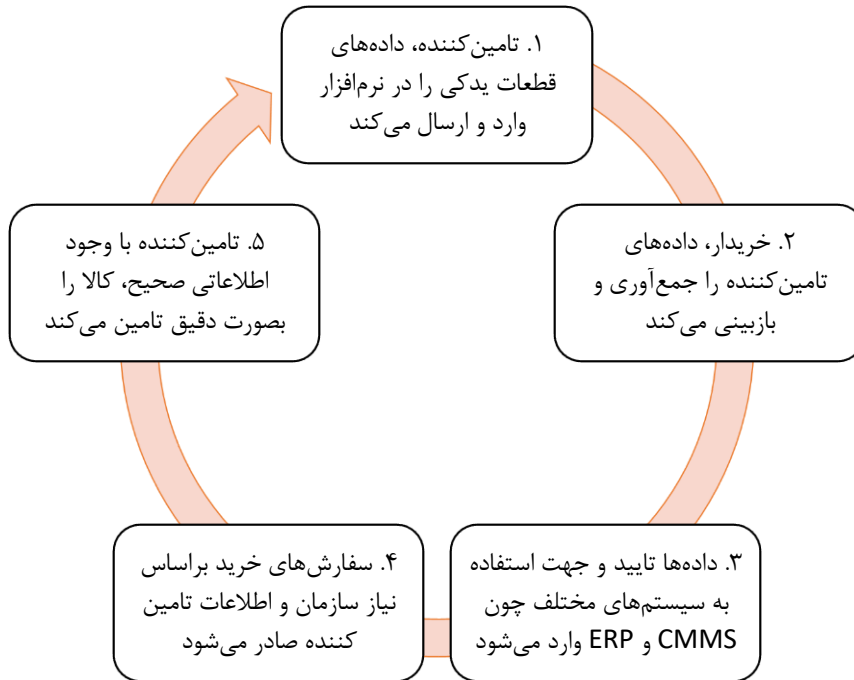 ۱. تامین‌کننده، داده‌های
قطعات یدکی را در نرم‌افزار
وارد و ارسال می‌کند
۲. خریدار، داده‌های
تامین‌کننده را جمع‌آوری و
بازبینی می‌کند
۳. داده‌ها تایید و جهت استفاده
به سیستم‌های مختلف چون
CMMS و ERP وارد می‌شود
۴. سفارش‌های خرید براساس
نیاز سازمان و اطلاعات تامین
کننده صادر می‌شود
۵. تامین‌کننده با وجود
اطلاعاتی صحیح، کالا را
بصورت دقیق تامین می‌کند